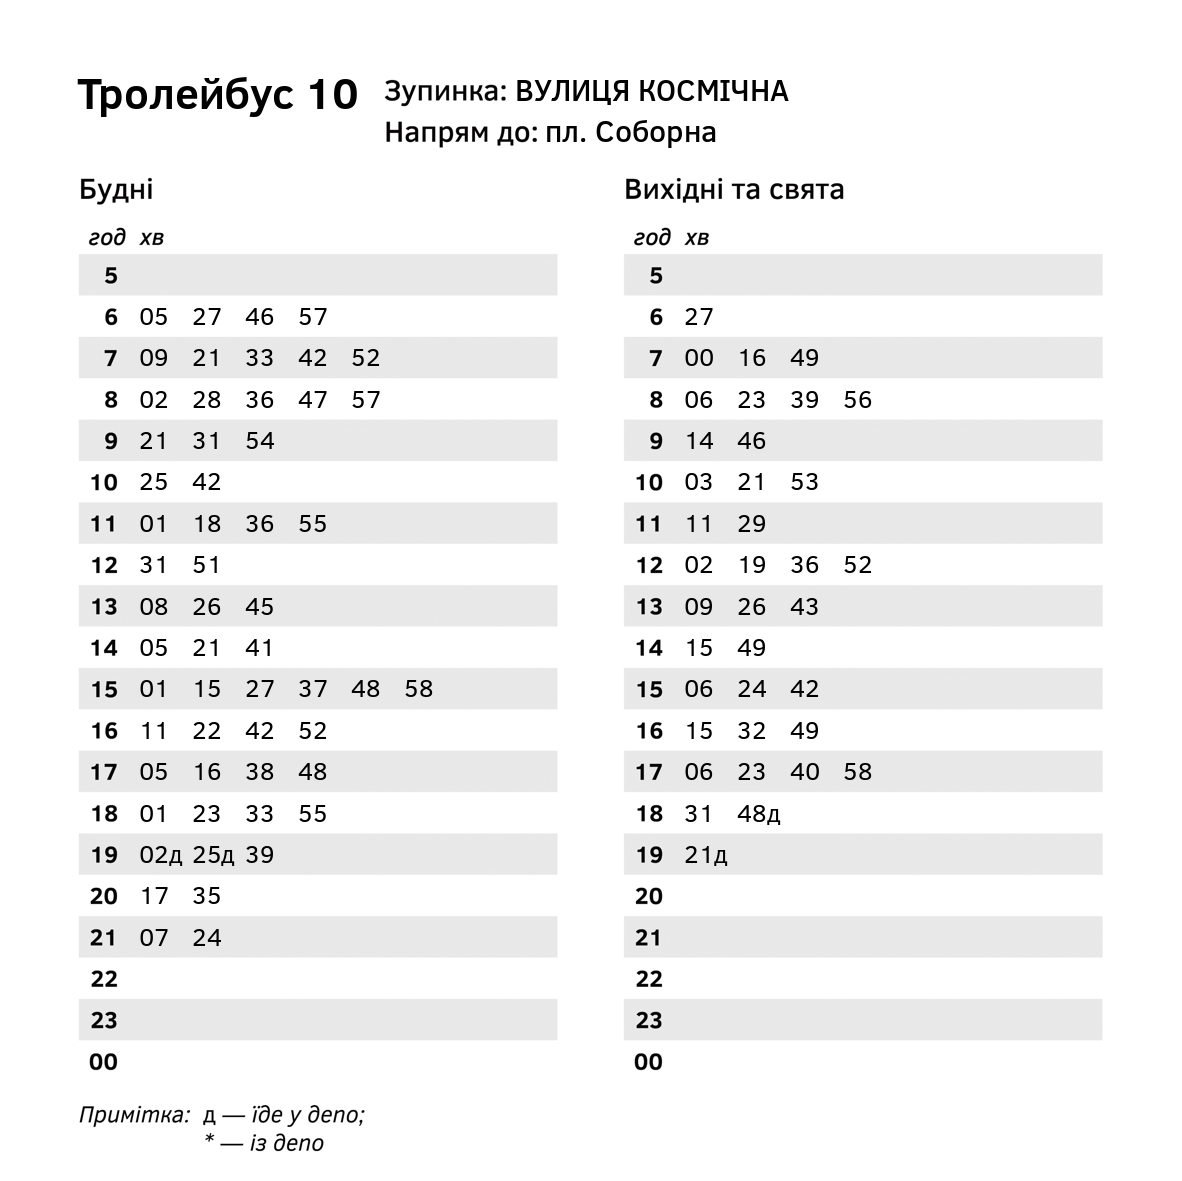 Тролейбус 10
Зупинка: ВУЛИЦЯ КОСМІЧНА
Напрям до: пл. Соборна
Будні
год хв
5
6 05 27 46 57
7 09 21 33 42 52
8 02 28 36 47 57
9 21 31 54
10 25 42
11 01 18 36 55
12 31 51
13 08 26 45
14 05 21 41
15 01 15 27 37 48 58
16 11 22 42 52
17 05 16 38 48
18 01 23 33 55
19 02д 25д 39
20 17 35
21 07 24
22
23
00
Вихідні та свята
год хв
5
6 27
7 00 16 49
8 06 23 39 56
9 14 46
10 03 21 53
11 11 29
12 02 19 36 52
13 09 26 43
14 15 49
15 06 24 42
16 15 32 49
17 06 23 40 58
18 31 48д
19 21д
20
21
22
23
00
Примітка: д — їде у депо;
* — із депо